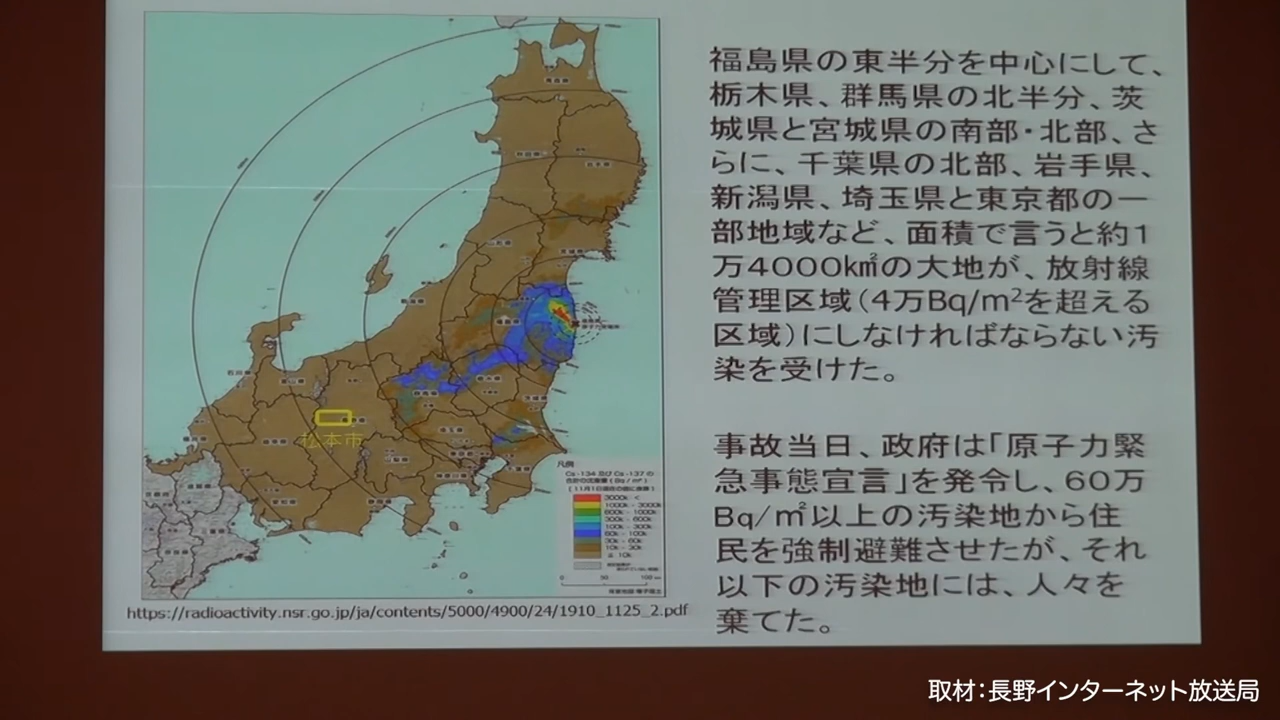 福島県の東半分を中心にして、
栃木県、群馬県の北半分、茨
城県と宮城県の南部・北部、さ
らに、千葉県の北部、岩手県、
新潟県、埼玉県と東京都の一
部地域など、面積で言うと約1
万4000k㎡の大地が、放射線
管理区域(4万Bq/m²を超える
区域)にしなければならない汚
染を受けた。
事故当日、政府は「原子力緊
急事態宣言」を発令し、60万
Bq/㎡以上の汚染地から住
民を強制避難させたが、それ
以下の汚染地には、人々を
棄てた。
松本市
凡例
https://radioactivity.nsr.go.jp/ja/contents/5000/4900/24/1910_1125_2.pdf
取材:長野インターネット放送局